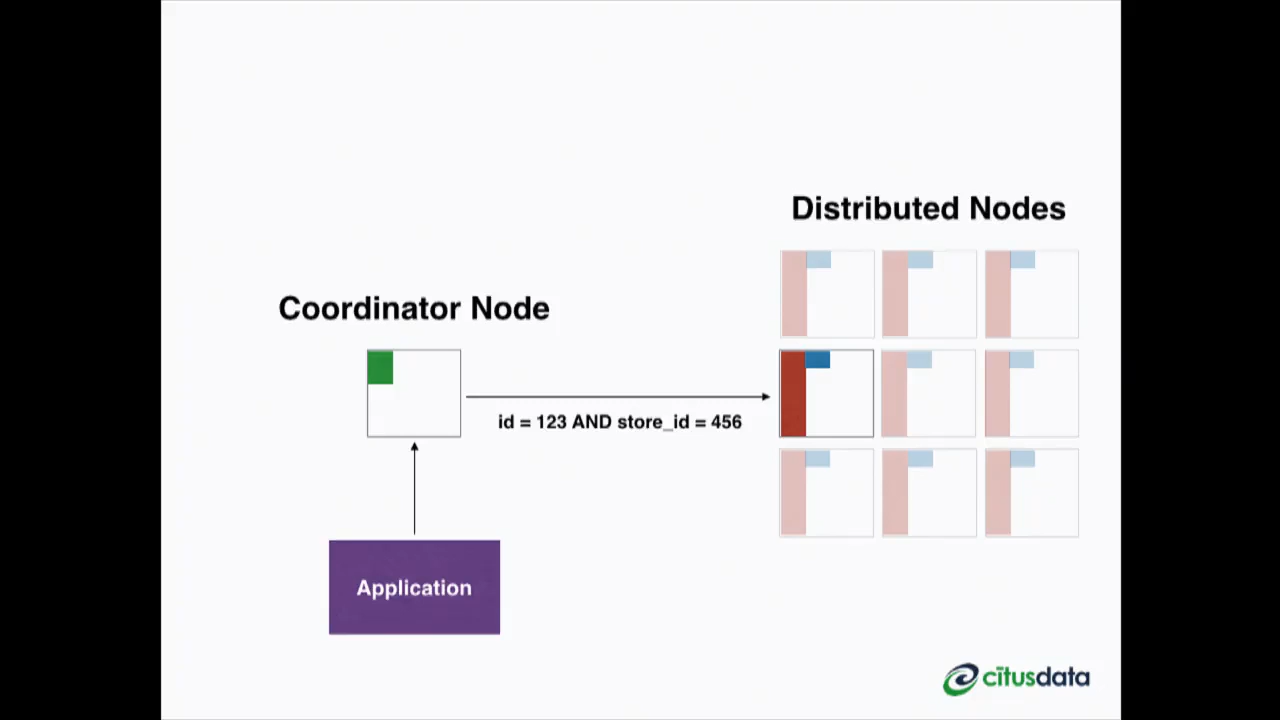 Distributed Nodes
Coordinator Node
id = 123 AND store_id = 456
Application
citusdata